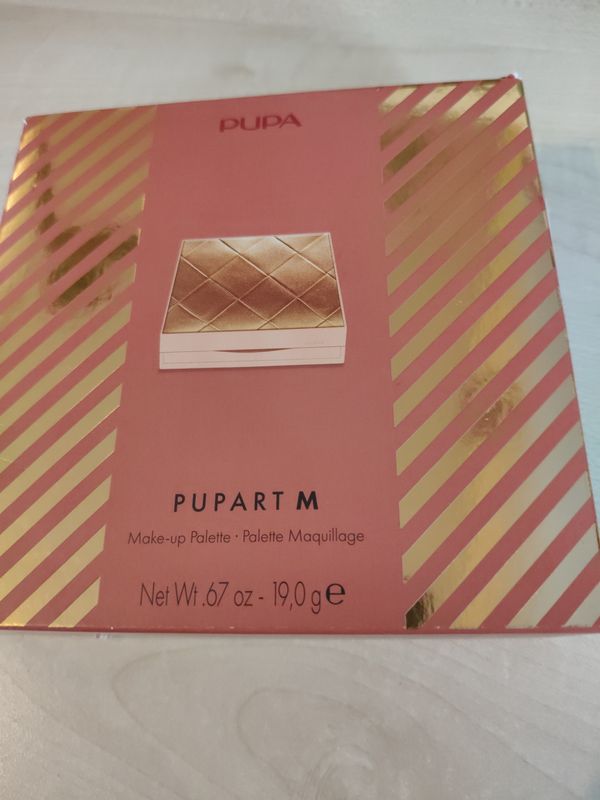 PUPA
PUPART M
Make-up Palette · Palette Maquillage
Net Wt .67 oz - 19,0 g e